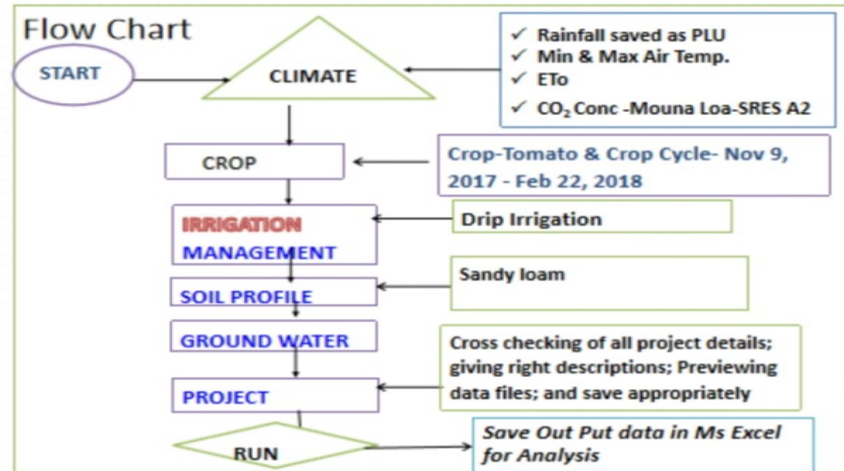 Flow Chart
START
CLIMATE
✓ Rainfall saved as PLU
✓ Min & Max Air Temp.
✓ ETo
✓ CO₂ Conc -Mouna Loa-SRES A2
CROP
Crop-Tomato & Crop Cycle- Nov 9,
2017 - Feb 22, 2018
IRRIGATION
MANAGEMENT
Drip Irrigation
SOIL PROFILE
Sandy loam
GROUND WATER
Cross checking of all project details;
giving right descriptions; Previewing
data files; and save appropriately
PROJECT
RUN
Save Out Put data in Ms Excel
for Analysis